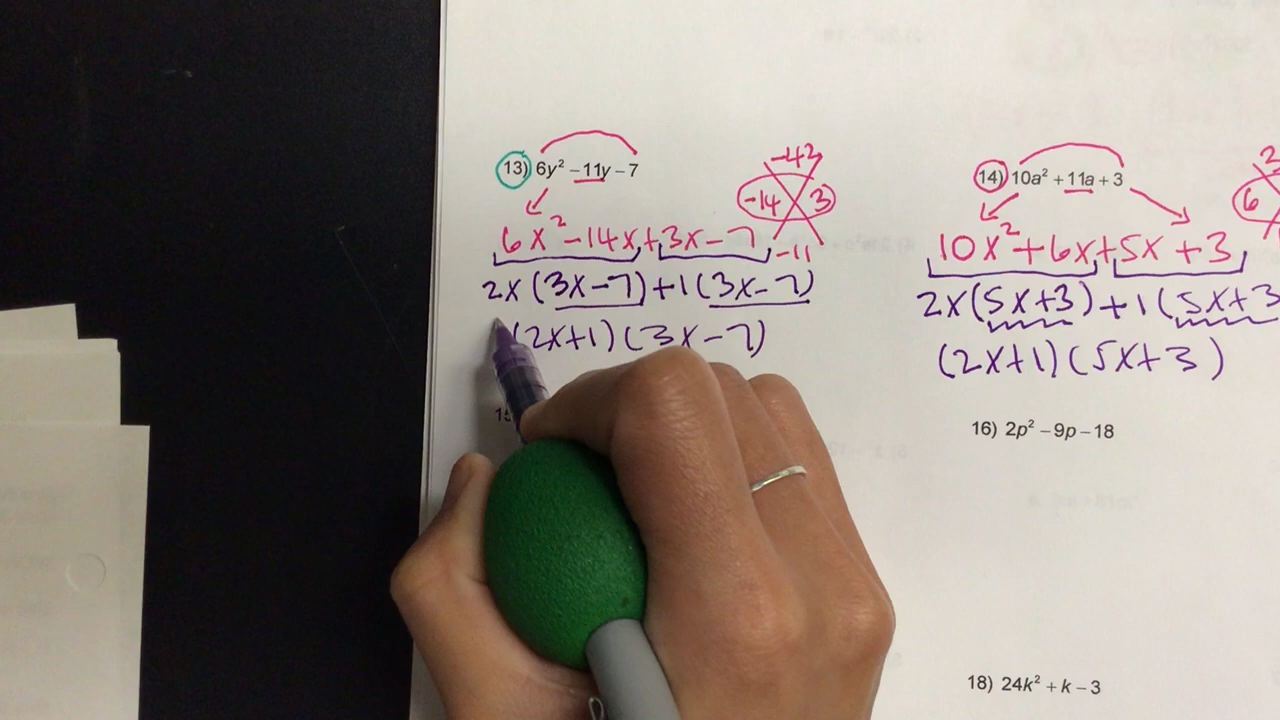 13) 6y² – 11y – 7
-42
-14 3
-11
6x²-14x+3x-7
2x(3x-7)+1(3x-7)
(2x+1)(3x-7)
14) 10a² + 11a + 3
6
10x²+6x+5x+3
2x(5x+3)+1(5x+3
(2x+1)(5x+3)
16) 2p² – 9p – 18
18) 24k² + k – 3